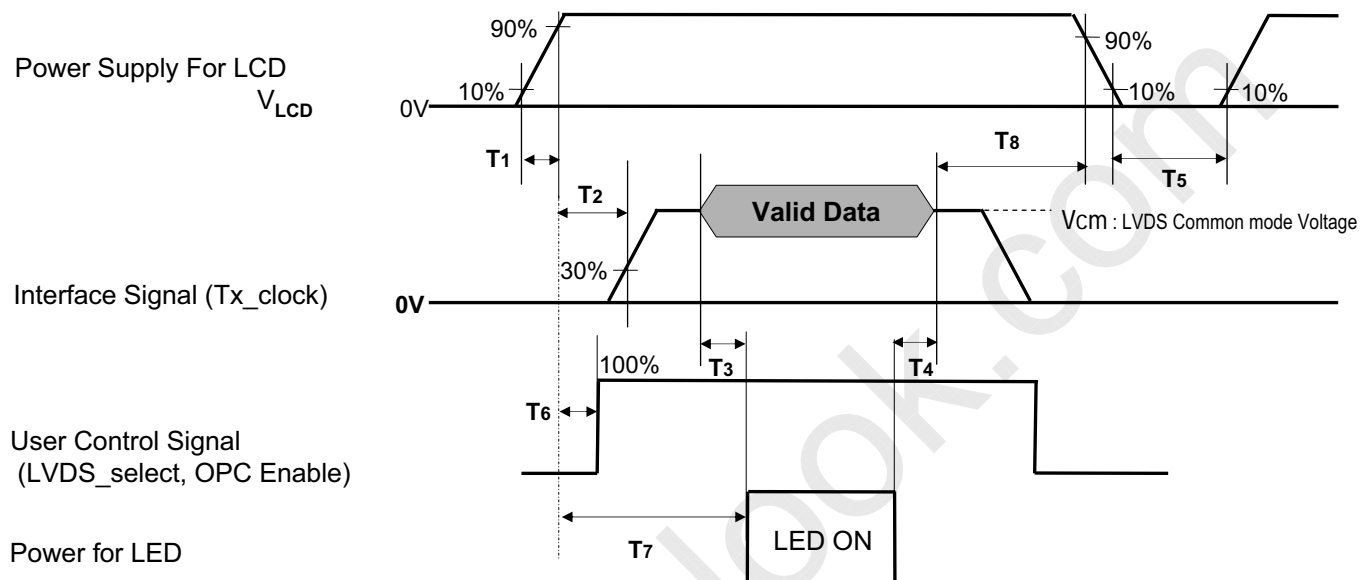 90%
90%
Power Supply For LCD
VLCD
10%
10%
10%
0V
T1
T8
T5
T2
Valid Data
Vcm : LVDS Common mode Voltage
30%
Interface Signal (Tx_clock)
0V
T3
T4
100%
T6
User Control Signal
(LVDS_select, OPC Enable)
T7
LED ON
Power for LED
look.com